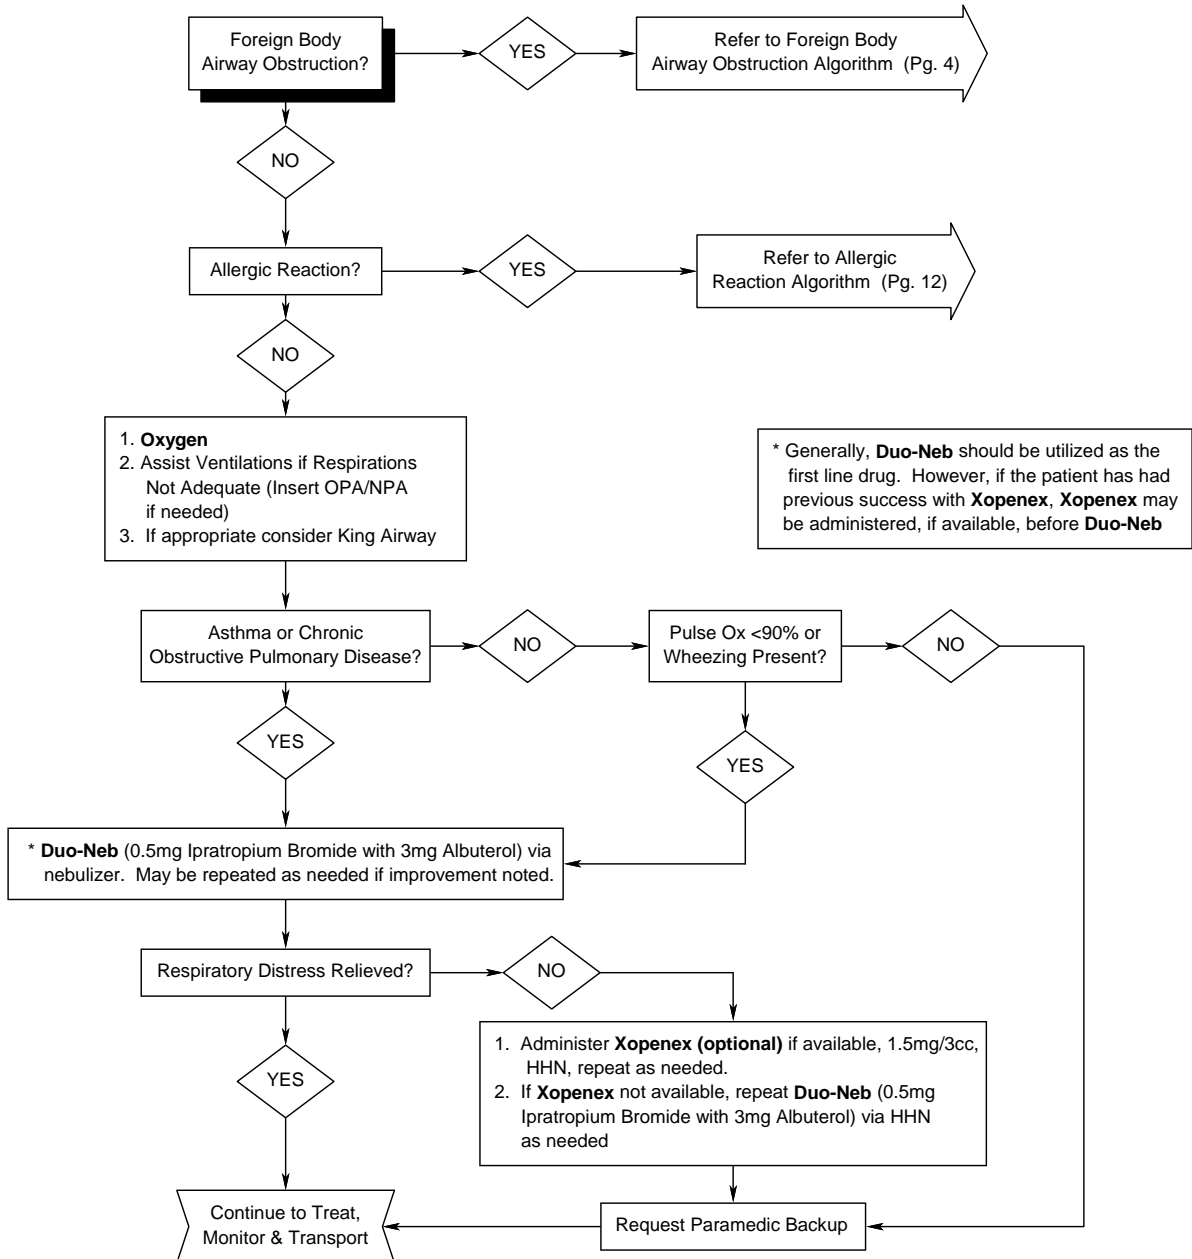 Foreign Body
Airway Obstruction?
YES
Refer to Foreign Body
Airway Obstruction Algorithm (Pg. 4)
NO
Allergic Reaction?
YES
Refer to Allergic
Reaction Algorithm (Pg. 12)
NO
1. Oxygen
2. Assist Ventilations if Respirations
Not Adequate (Insert OPA/NPA
if needed)
3. If appropriate consider King Airway
* Generally, Duo-Neb should be utilized as the
first line drug. However, if the patient has had
previous success with Xopenex, Xopenex may
be administered, if available, before Duo-Neb
Asthma or Chronic
Obstructive Pulmonary Disease?
NO
Pulse Ox <90% or
Wheezing Present?
NO
YES
YES
* Duo-Neb (0.5mg Ipratropium Bromide with 3mg Albuterol) via
nebulizer. May be repeated as needed if improvement noted.
Respiratory Distress Relieved?
NO
YES
1. Administer Xopenex (optional) if available, 1.5mg/3cc,
HHN, repeat as needed.
2. If Xopenex not available, repeat Duo-Neb (0.5mg
Ipratropium Bromide with 3mg Albuterol) via HHN
as needed
Continue to Treat,
Monitor & Transport
Request Paramedic Backup